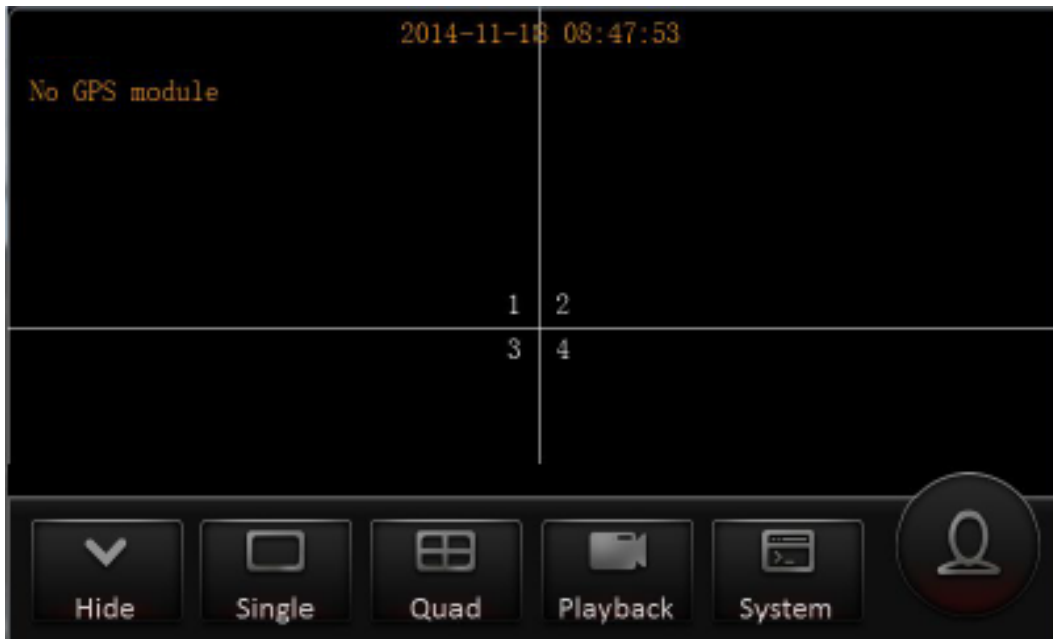 2014-11-18 08:47:53
No GPS module
1 2
3 4
Hide Single Quad Playback System